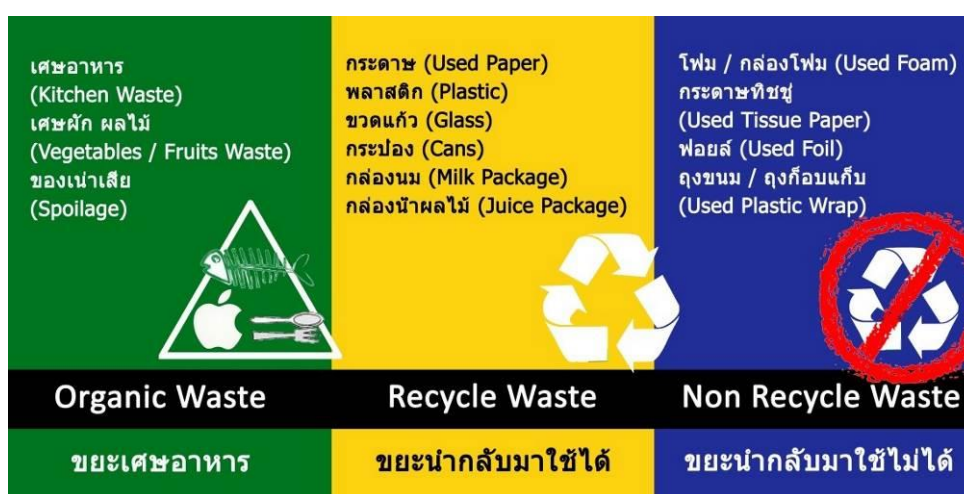 เศษอาหาร
(Kitchen Waste)
เศษผัก ผลไม้
(Vegetables / Fruits Waste)
ของเน่าเสีย
(Spoilage)
Organic Waste
ขยะเศษอาหาร
กระดาษ (Used Paper)
พลาสติก (Plastic)
ขวดแก้ว (Glass)
กระป๋อง (Cans)
กล่องนม (Milk Package)
กล่องน้ำผลไม้ (Juice Package)
Recycle Waste
ขยะนำกลับมาใช้ได้
โฟม / กล่องโฟม (Used Foam)
กระดาษทิชชู่
(Used Tissue Paper)
ฟอยล์ (Used Foil)
ถุงขนม / ถุงก็อบแก็บ
(Used Plastic Wrap)
Non Recycle Waste
ขยะนำกลับมาใช้ไม่ได้